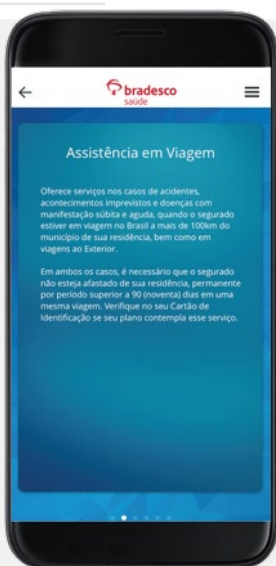 bradesco
saúde
Assistência em Viagem
Oferece serviços nos casos de acidentes,
acontecimentos imprevistos e doenças com
manifestação súbita e aguda, quando o segurado
estiver em viagem no Brasil a mais de 100km do
município de sua residência, bem como em
viagens ao Exterior.
Em ambos os casos, é necessário que o segurado
não esteja afastado de sua residência, permanente
por período superior a 90 (noventa) dias em uma
mesma viagem. Verifique no seu Cartão de
Identificação se seu plano contempla esse serviço.